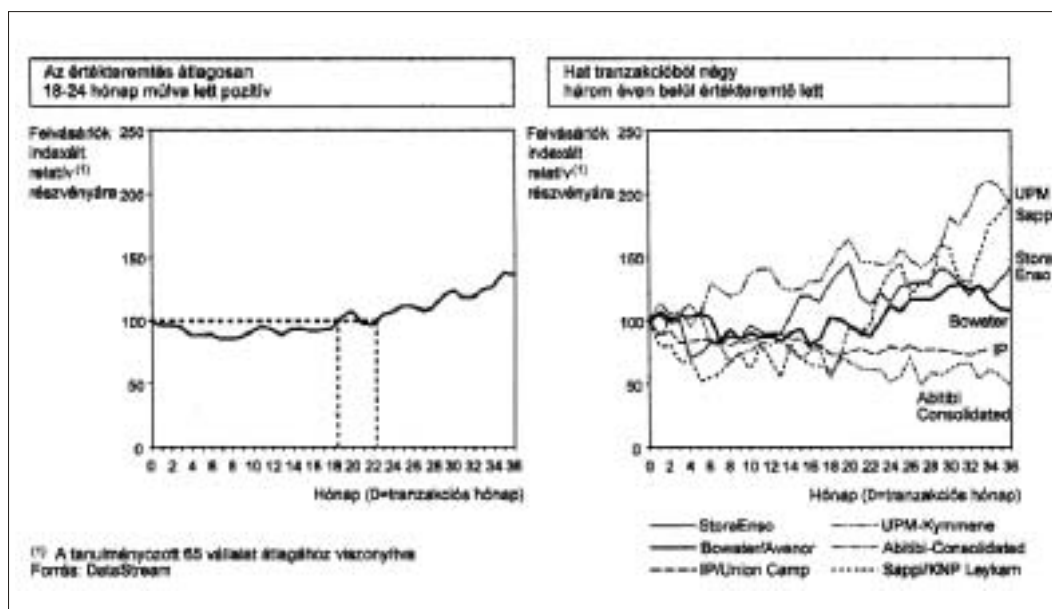 Az értékteremtés átlagosan
18-24 hónap múlva lett pozitív
Felvásárlók
indexált
relatív(1)
részvényára
250
200
150
100
50
0
0 2 4 6 8 10 12 14 16 18 20 22 24 26 28 30 32 34 36
Hónap (0=tranzakciós hónap)
(1) A tanulmányozott 65 vállalat átlagához viszonyítva
Forrás: DataStream
Hat tranzakcióból négy
három éven belül értékteremtő lett
Felvásárlók
indexált
relatív(1)
részvényára
250
200
150
100
50
0
UPM
Sappi
Stora
Enso
Bowater
IP
Abitibi
Consolidated
0 2 4 6 8 10 12 14 16 18 20 22 24 26 28 30 32 34 36
Hónap (0=tranzakciós hónap)
StoraEnso
UPM-Kymmene
Bowater/Avenor
Abitibi-Consolidated
IP/Union Camp
Sappi/KNP Leykam